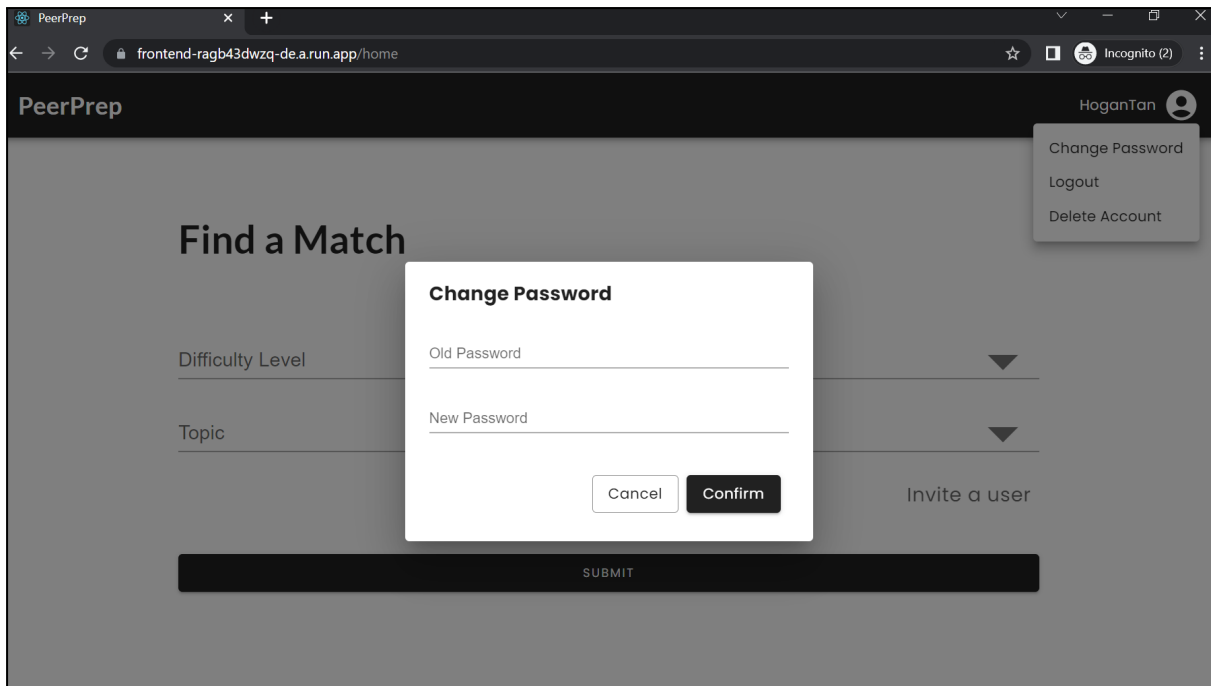 PeerPrep
frontend-ragb43dwzq-de.a.run.app/home
Incognito (2)
PeerPrep
HoganTan
Change Password
Logout
Delete Account
Find a Match
Change Password
Old Password
Difficulty Level
New Password
Topic
Cancel
Confirm
Invite a user
SUBMIT